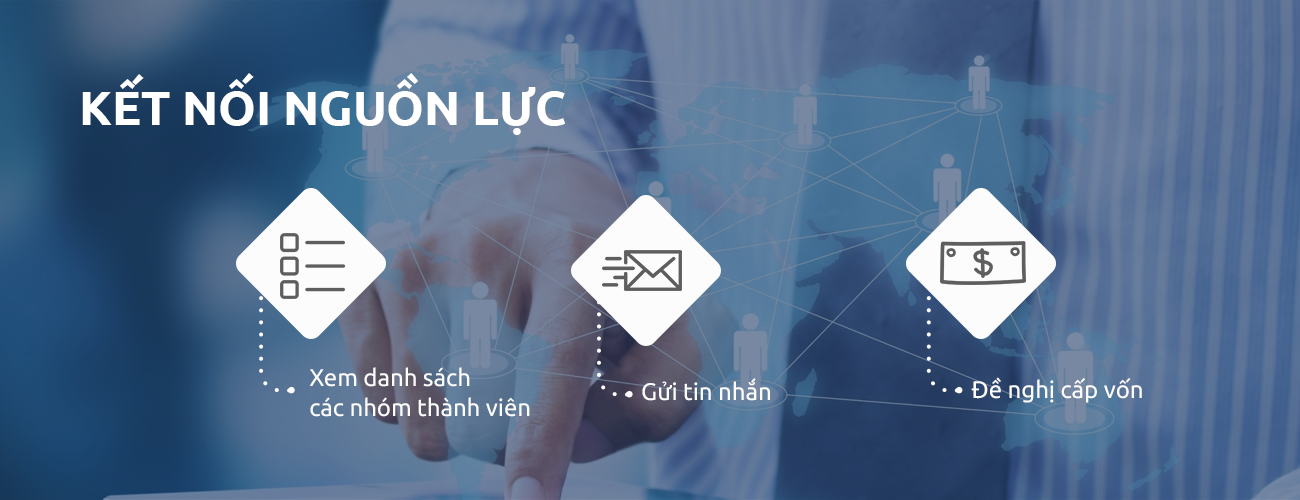 KẾT NỐI NGUỒN LỰC
Xem danh sách
các nhóm thành viên
Gửi tin nhắn
Đề nghị cấp vốn